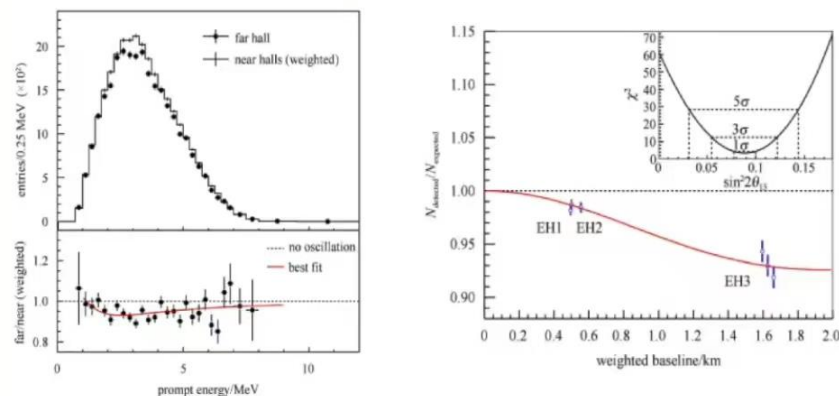 far hall
near halls (weighted)
entries/0.25 MeV (×10²)
20
15
10
5
0
no oscillation
best fit
far/near (weighted)
1.2
1.0
0.8
0
5
10
prompt energy/MeV
1.15
1.10
1.05
1.00
0.95
0.90
N_detected/N_expected
70
60
50
40
30
20
10
0
χ²
5σ
3σ
1σ
0
0.05
0.10
0.15
sin²2θ₁₃
EH1
EH2
EH3
0
0.2
0.4
0.6
0.8
1.0
1.2
1.4
1.6
1.8
2.0
weighted baseline/km